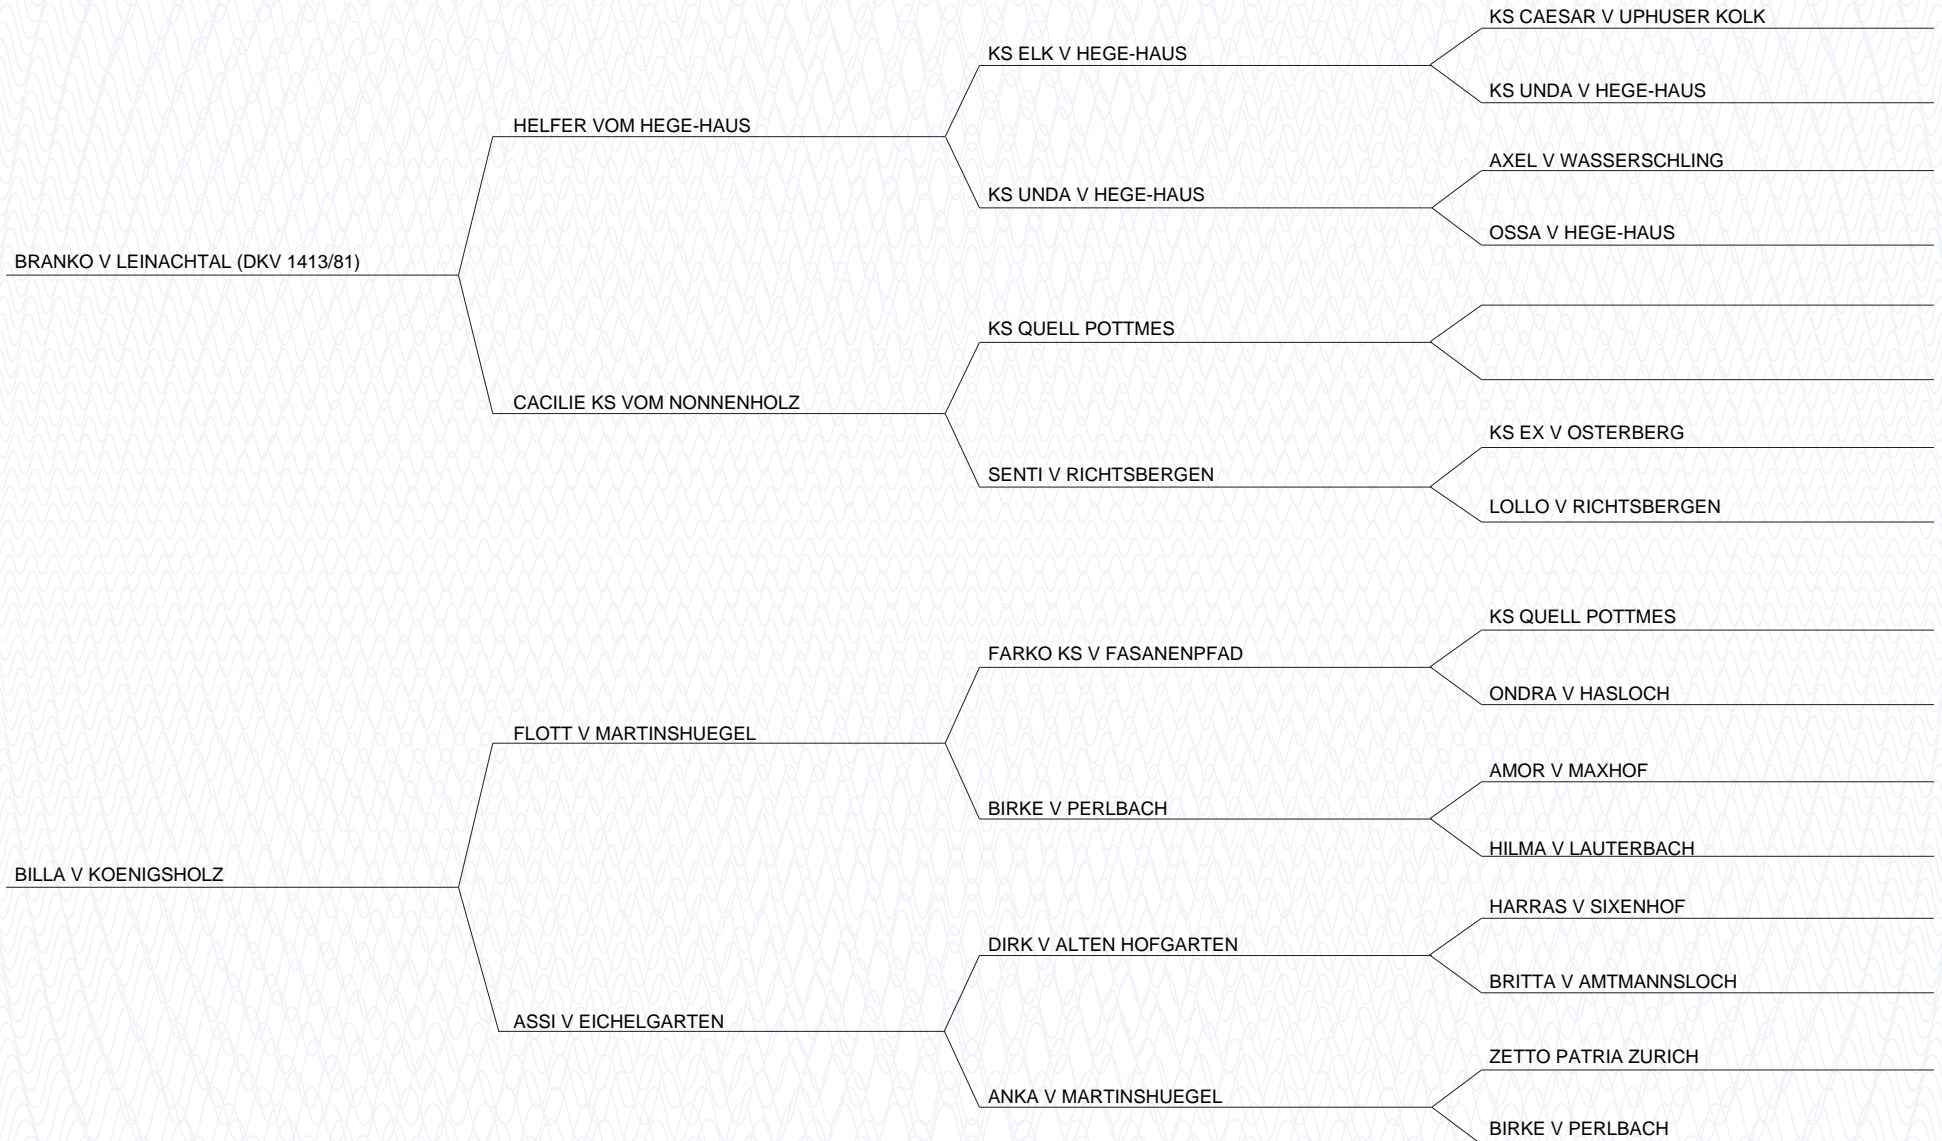 KS CAESAR V UPHUSER KOLK
KS ELK V HEGE-HAUS
KS UNDA V HEGE-HAUS
HELFER VOM HEGE-HAUS
AXEL V WASSERSCHLING
KS UNDA V HEGE-HAUS
OSSA V HEGE-HAUS
BRANKO V LEINACHTAL (DKV 1413/81)
KS QUELL POTTMES
CACILIE KS VOM NONNENHOLZ
KS EX V OSTERBERG
SENTI V RICHTSBERGEN
LOLLO V RICHTSBERGEN
KS QUELL POTTMES
FARKO KS V FASANENPFAD
ONDRA V HASLOCH
FLOTT V MARTINSHUEGEL
AMOR V MAXHOF
BIRKE V PERLBACH
HILMA V LAUTERBACH
BILLA V KOENIGSHOLZ
HARRAS V SIXENHOF
DIRK V ALTEN HOFGARTEN
BRITTA V AMTMANNSLOCH
ASSI V EICHELGARTEN
ZETTO PATRIA ZURICH
ANKA V MARTINSHUEGEL
BIRKE V PERLBACH